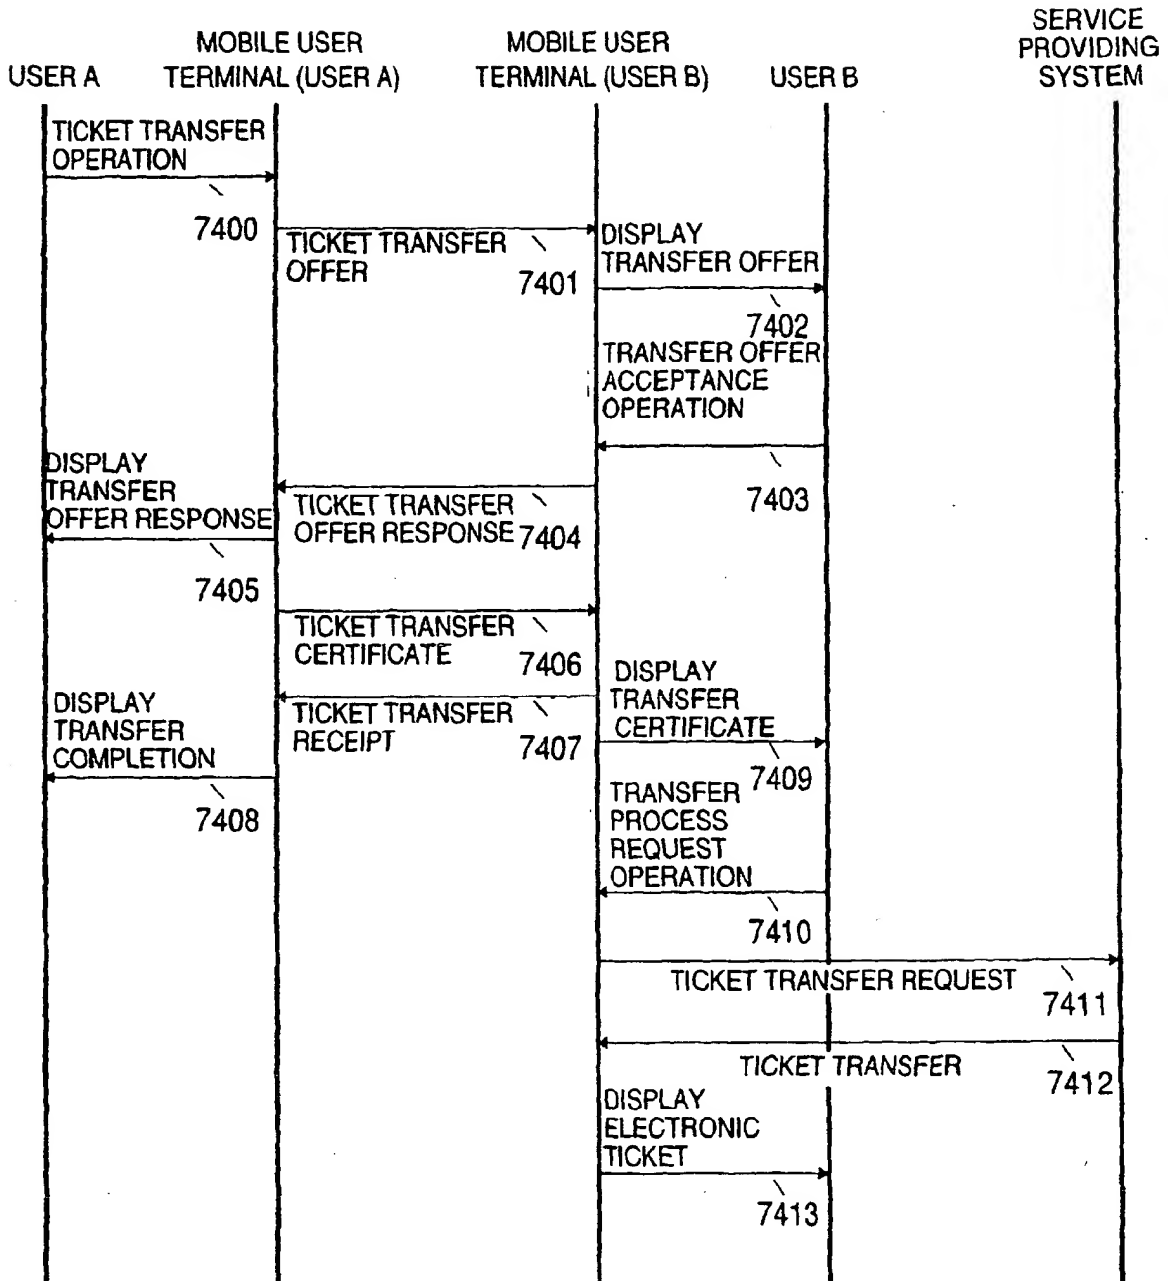 SERVICE
PROVIDING
SYSTEM
MOBILE USER
TERMINAL (USER A)
MOBILE USER
TERMINAL (USER B)
USER A
USER B
TICKET TRANSFER
OPERATION
7400
TICKET TRANSFER
OFFER
7401
DISPLAY
TRANSFER OFFER
7402
TRANSFER OFFER
ACCEPTANCE
OPERATION
7403
TICKET TRANSFER
OFFER RESPONSE
7404
DISPLAY
TRANSFER
OFFER RESPONSE
7405
TICKET TRANSFER
CERTIFICATE
7406
TICKET TRANSFER
RECEIPT
7407
DISPLAY
TRANSFER
COMPLETION
7408
DISPLAY
TRANSFER
CERTIFICATE
7409
TRANSFER
PROCESS
REQUEST
OPERATION
7410
TICKET TRANSFER REQUEST
7411
TICKET TRANSFER
7412
DISPLAY
ELECTRONIC
TICKET
7413